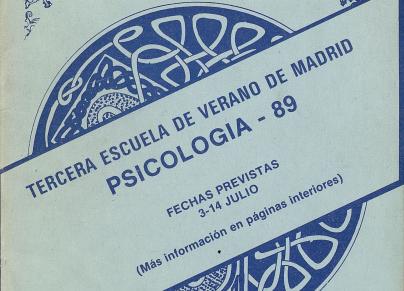 TERCERA ESCUELA DE VERANO DE MADRID
PSICOLOGIA - 89
FECHAS PREVISTAS
3-14 JULIO
(Más información en páginas interiores)